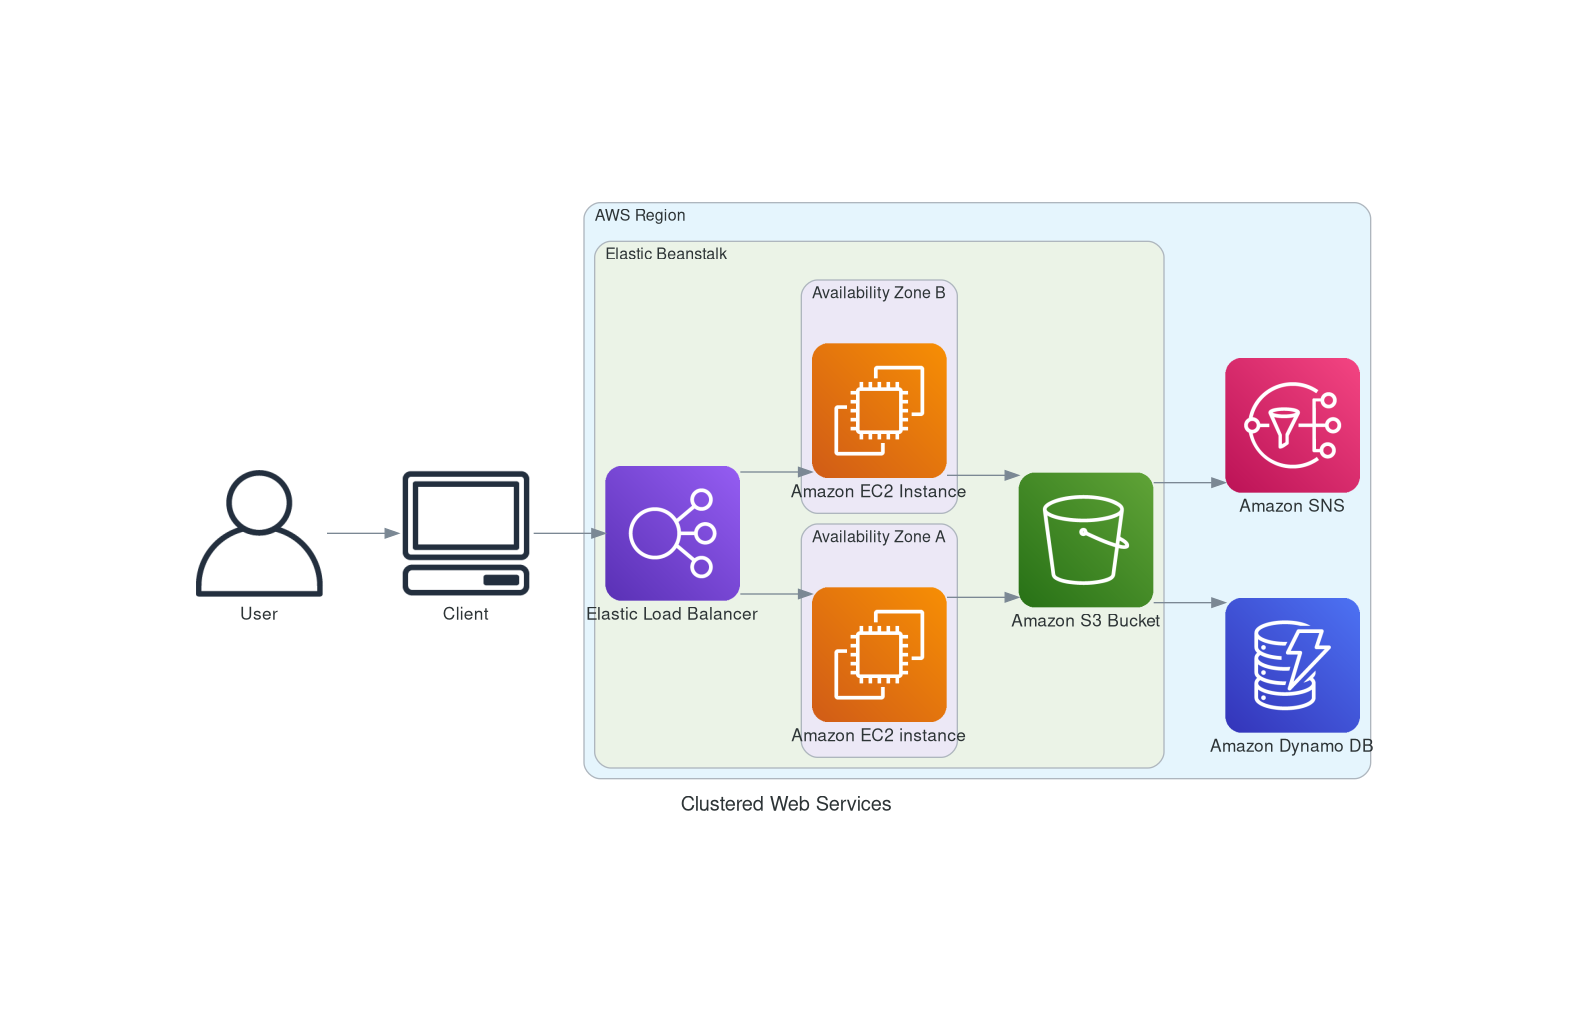 AWS Region
Elastic Beanstalk
Availability Zone B
Amazon EC2 Instance
Availability Zone A
Amazon EC2 instance
User
Client
Elastic Load Balancer
Amazon S3 Bucket
Amazon SNS
Amazon Dynamo DB
Clustered Web Services